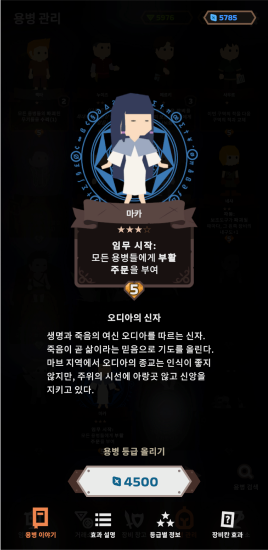 용병 관리
5785
마카
임무 시작:
모든 용병들에게 부활
주문을 부여
5
오디아의 신자
생명과 죽음의 여신 오디아를 따르는 신자.
죽음이 곧 삶이라는 믿음으로 기도를 올린다.
마브 지역에서 오디아의 종교는 인식이 좋지
않지만, 주위의 시선에 아랑곳 않고 신앙을
지키고 있다.
용병 등급 올리기
4500
용병 이야기
효과 설명
등급별 정보
장비칸 효과